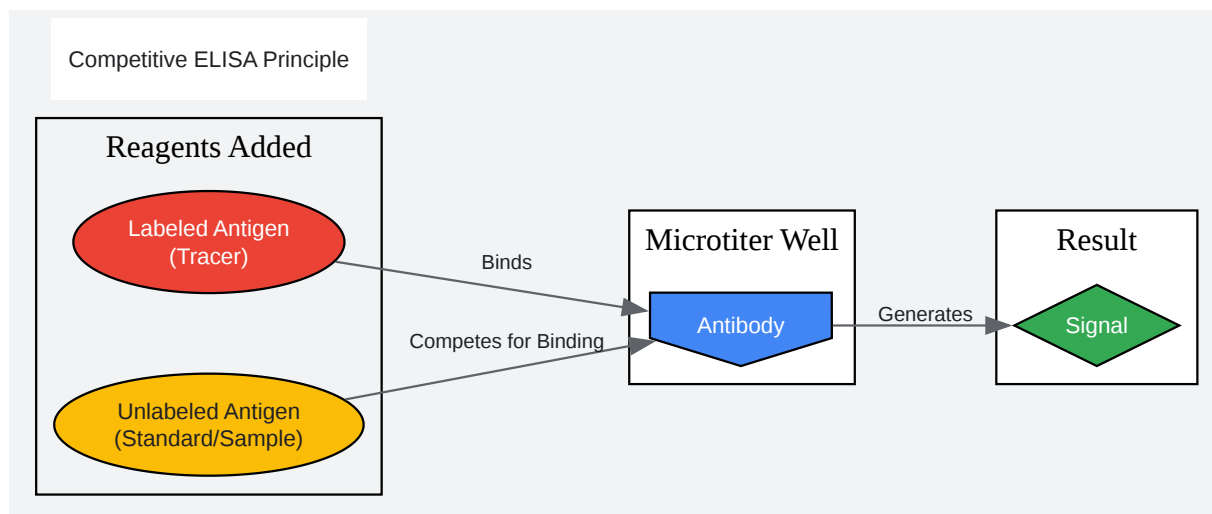 Competitive ELISA Principle
Reagents Added
Labeled Antigen
(Tracer)
Binds
Competes for Binding
Unlabeled Antigen
(Standard/Sample)
Microtiter Well
Antibody
Generates
Result
Signal